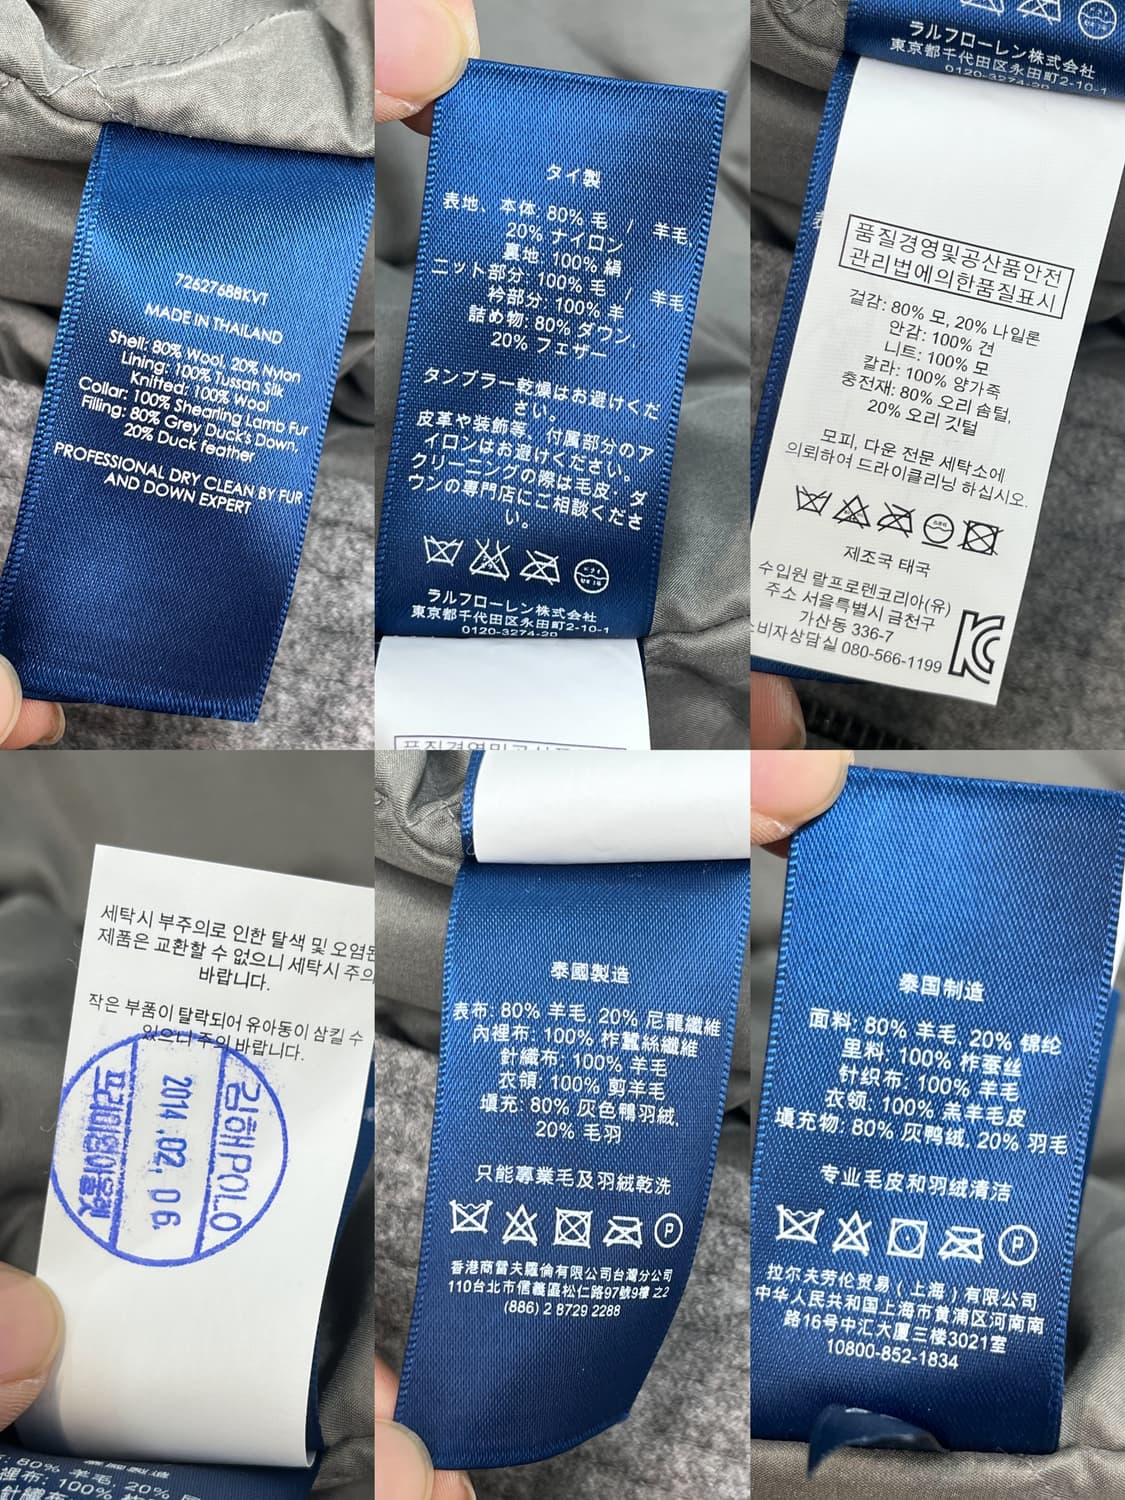 7262768BKVT
MADE IN THAILAND
Shell: 80% Wool, 20% Nylon
Lining: 100% Tussah Silk
Knitted: 100% Wool
Collar: 100% Shearling Lamb Fur
Filling: 80% Grey Duck's Down,
20% Duck feather
PROFESSIONAL DRY CLEAN BY FUR
AND DOWN EXPERT
タイ製
表地、本体: 80% 毛 / 羊毛,
20% ナイロン
裏地: 100% 絹
ニット部分: 100% 毛 / 羊毛
衿部分: 100% 羊
詰め物: 80% ダウン,
20% フェザー
タンブラー乾燥はお避けくだ
さい。
皮革や装飾等、付属部分のア
イロンはお避けください。
クリーニングの際は毛皮、ダ
ウンの専門店にご相談くださ
い。
ラルフローレン株式会社
東京都千代田区永田町2-10-1
0120-3274-20
품질경영및공산품
ラルフローレン株式会社
東京都千代田区永田町2-10-1
0120-3274-20
품질경영및공산품안전
관리법에의한품질표시
겉감: 80% 모, 20% 나일론
안감: 100% 견
니트: 100% 모
칼라: 100% 양가죽
충전재: 80% 오리 솜털,
20% 오리 깃털
모피, 다운 전문 세탁소에
의뢰하여 드라이클리닝 하십시오.
제조국 태국
수입원 랄프로렌코리아(유)
주소 서울특별시 금천구
가산동 336-7
소비자상담실 080-566-1199
세탁시 부주의로 인한 탈색 및 오염된
제품은 교환할 수 없으니 세탁시 주의
바랍니다.
작은 부품이 탈락되어 유아동이 삼킬 수
있으니 주의 바랍니다.
김해POLO
2014.02.06.
프리미엄아울렛
80% 羊毛, 20%
裡布: 100%
泰國製造
表布: 80% 羊毛, 20% 尼龍纖維
內裡布: 100% 柞蠶絲纖維
針織布: 100% 羊毛
衣領: 100% 剪羊毛
填充: 80% 灰色鴨羽絨,
20% 毛羽
只能專業毛及羽絨乾洗
P
香港商雷夫羅倫有限公司台灣分公司
110台北市信義區松仁路97號9樓之2
(886) 2 8729 2288
泰国制造
面料: 80% 羊毛, 20% 锦纶
里料: 100% 柞蚕丝
针织布: 100% 羊毛
衣领: 100% 羔羊毛皮
填充物: 80% 灰鸭绒, 20% 羽毛
专业毛皮和羽绒清洁
P
拉尔夫劳伦贸易（上海）有限公司
中华人民共和国上海市黄浦区河南南
路16号中汇大厦三楼3021室
10800-852-1834